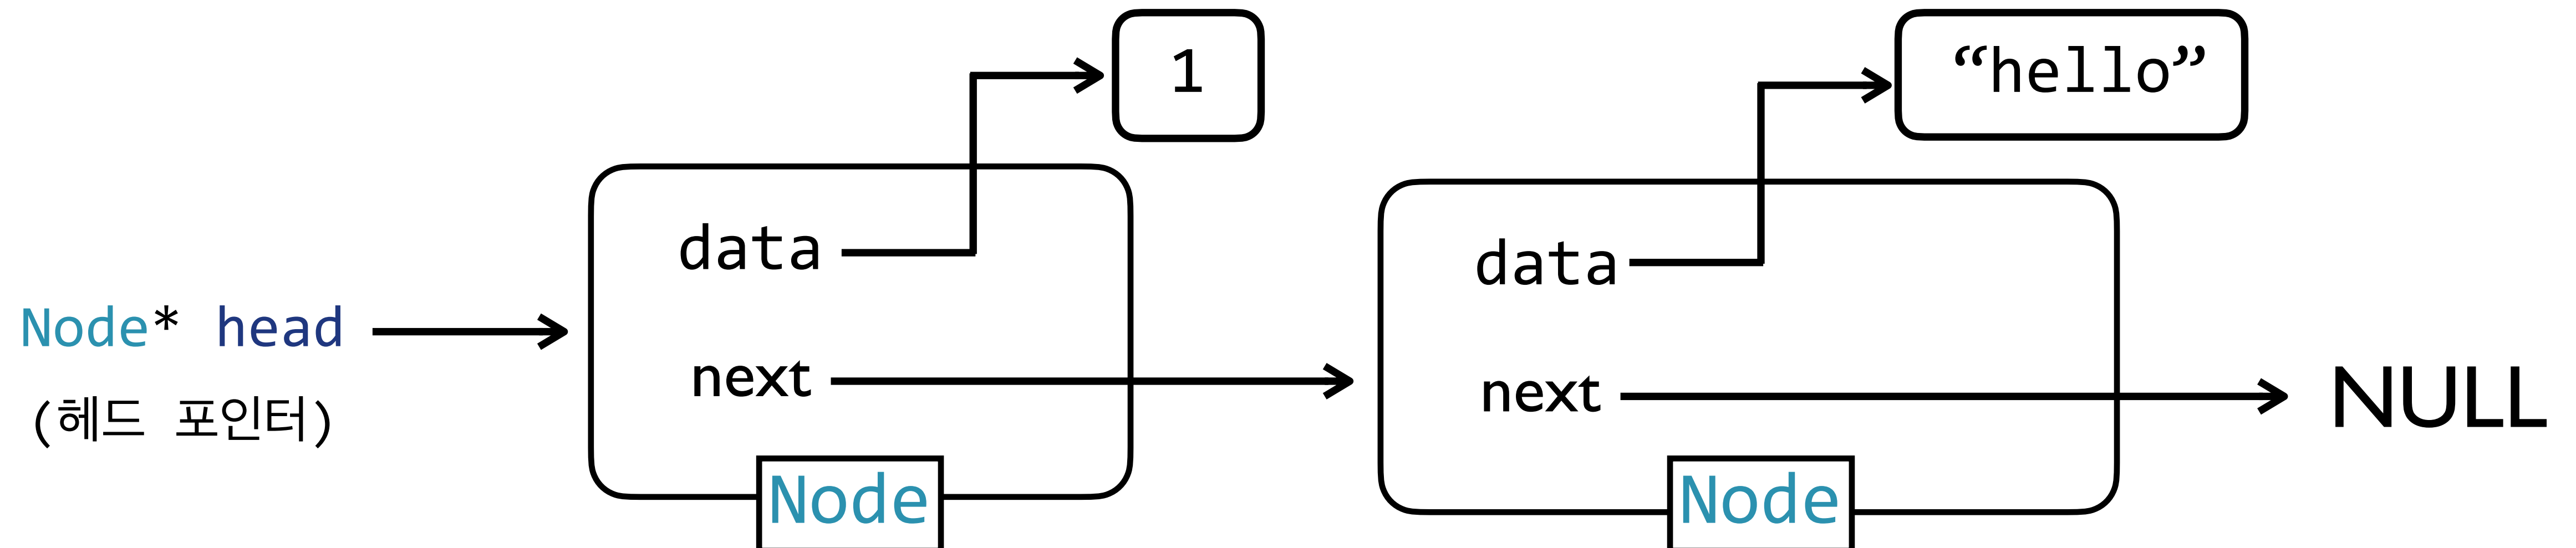 1
“hello”
data
data
Node* head
(헤드 포인터)
next
next
NULL
Node
Node